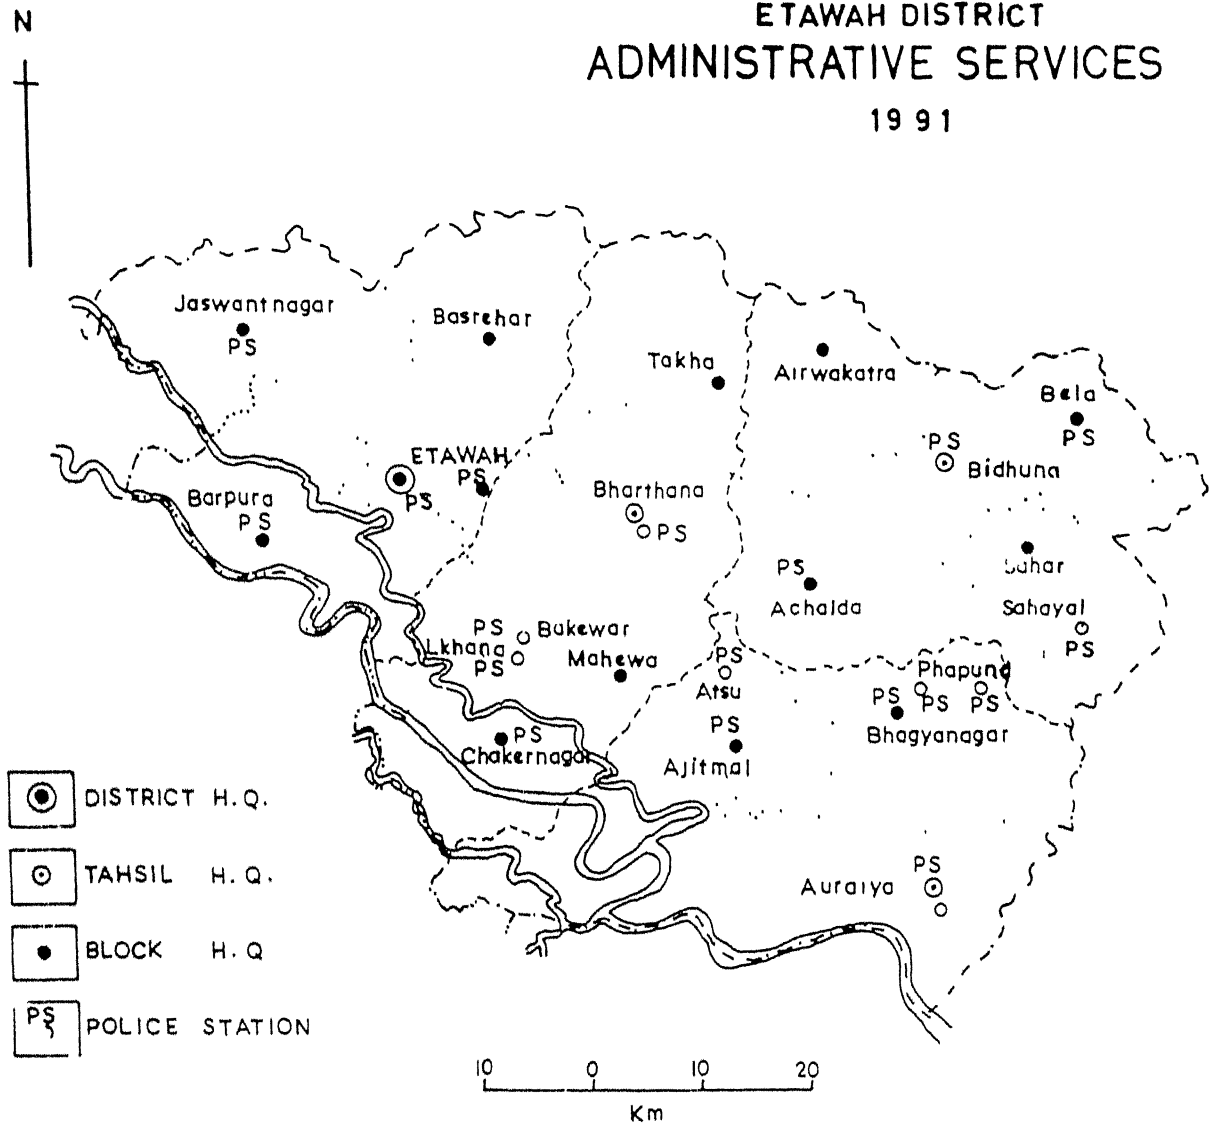 N
ETAWAH DISTRICT
ADMINISTRATIVE SERVICES
1991
Jaswantnagar
PS
Basrehar
Takha
Airwakatra
Bela
PS
PS
Bidhuna
ETAWAH
PS
PS
Barpura
PS
Bharthana
PS
Sahar
PS
Achalda
Sahayal
PS
PS Bakewar
Lkhana
PS
Mahewa
PS
Atsu
Phapund
PS PS PS
Bhagyanagar
PS
Chakernagar
PS
Ajitmal
PS
Auraiya
DISTRICT H.Q.
TAHSIL H.Q.
BLOCK H.Q
PS POLICE STATION
10 0 10 20
Km